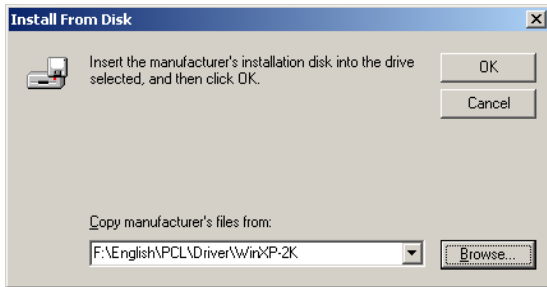 Install From Disk
Insert the manufacturer's installation disk into the drive
selected, and then click OK.
OK
Cancel
Copy manufacturer's files from:
F:\English\PCL\Driver\WinXP-2K
Browse...